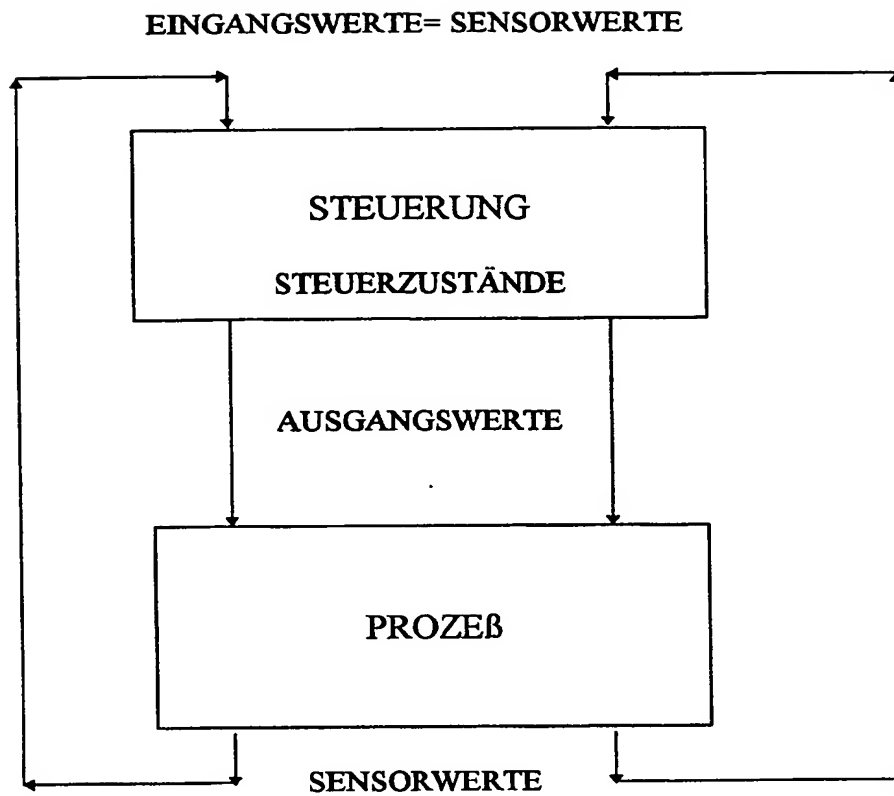 EINGANGSWERTE= SENSORWERTE
STEUERUNG
STEUERZUSTÄNDE
AUSGANGSWERTE
PROZEß
SENSORWERTE